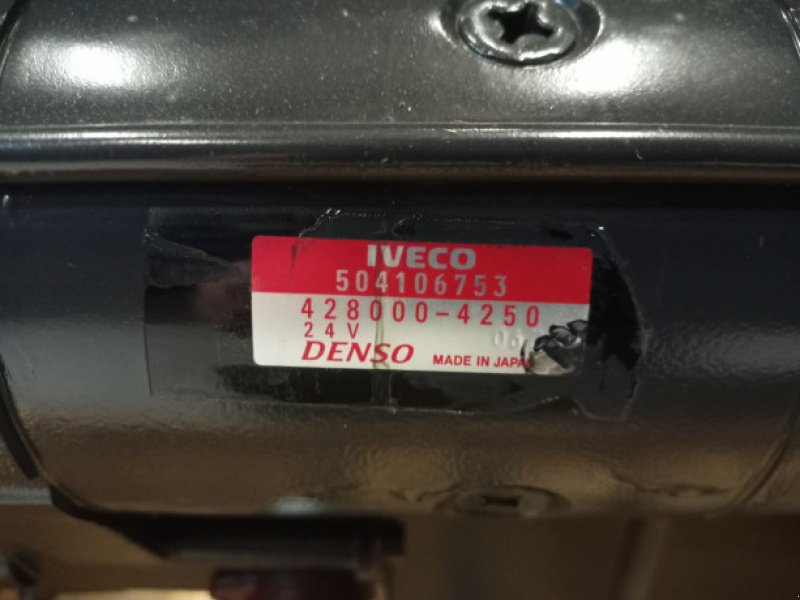 IVECO
504106753
428000-4250
24V
DENSO MADE IN JAPAN